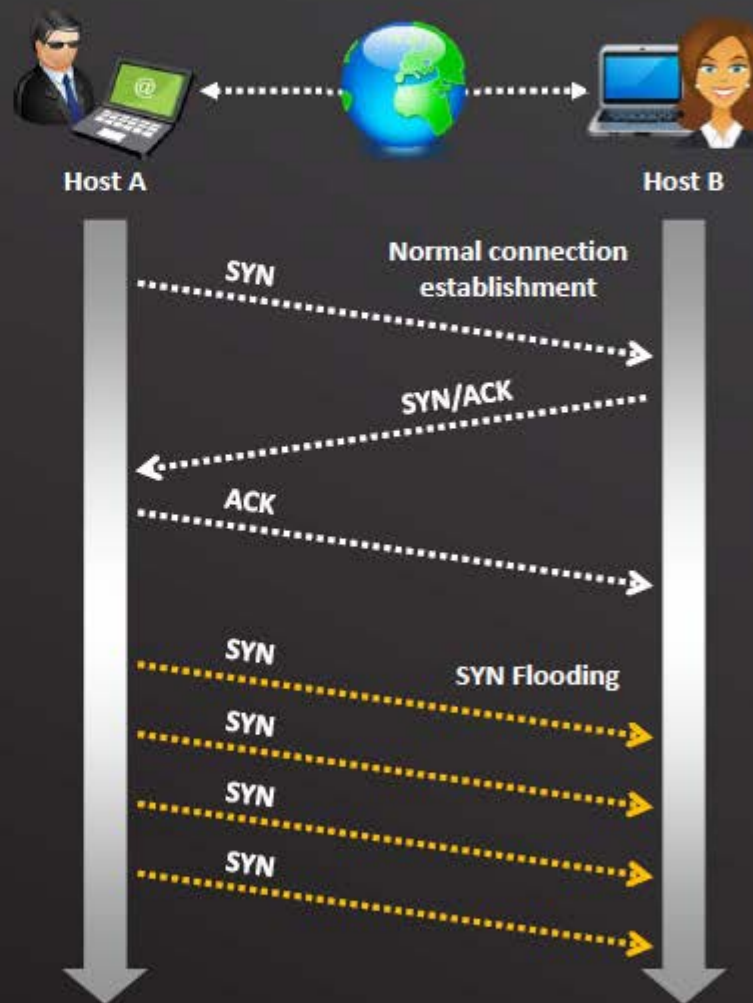 @
Host A
Host B
Normal connection
establishment
SYN
SYN/ACK
ACK
SYN
SYN Flooding
SYN
SYN
SYN